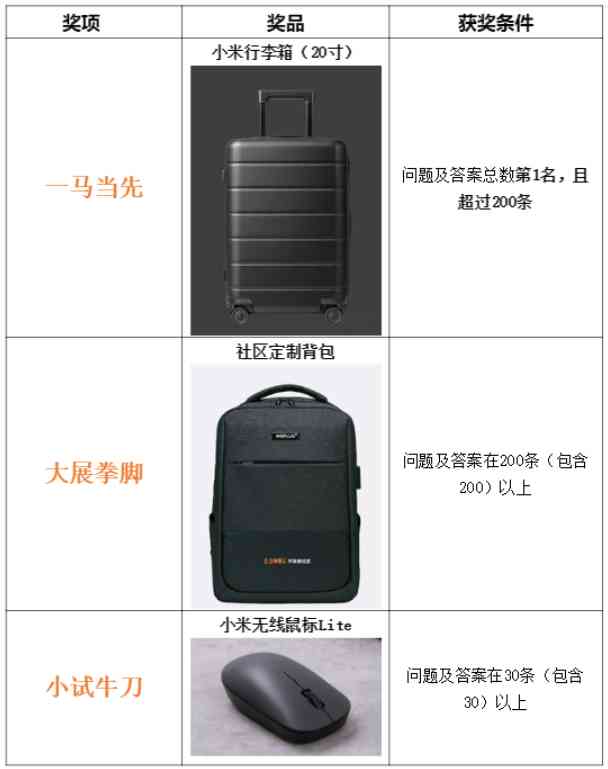 奖项 奖品 获奖条件
小米行李箱（20寸）
一马当先
问题及答案总数第1名，且
超过200条
社区定制背包
大展拳脚
问题及答案在200条（包含
200）以上
小米无线鼠标Lite
小试牛刀
问题及答案在30条（包含
30）以上